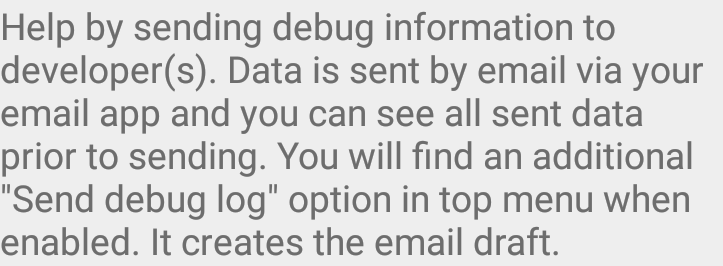 Help by sending debug information to
developer(s). Data is sent by email via your
email app and you can see all sent data
prior to sending. You will find an additional
"Send debug log" option in top menu when
enabled. It creates the email draft.